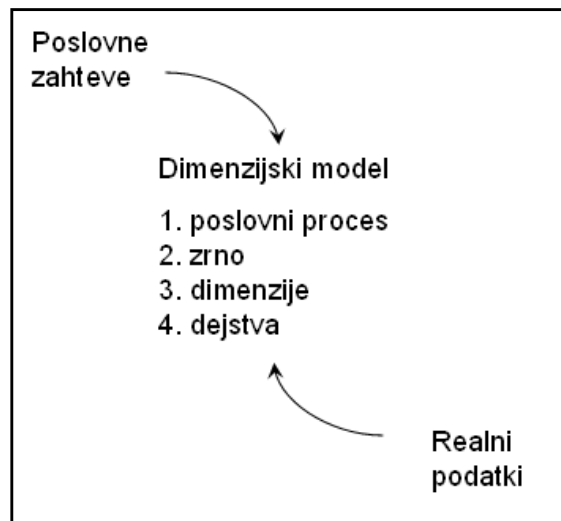 Poslovne
zahteve
Dimenzijski model
1. poslovni proces
2. zrno
3. dimenzije
4. dejstva
Realni
podatki